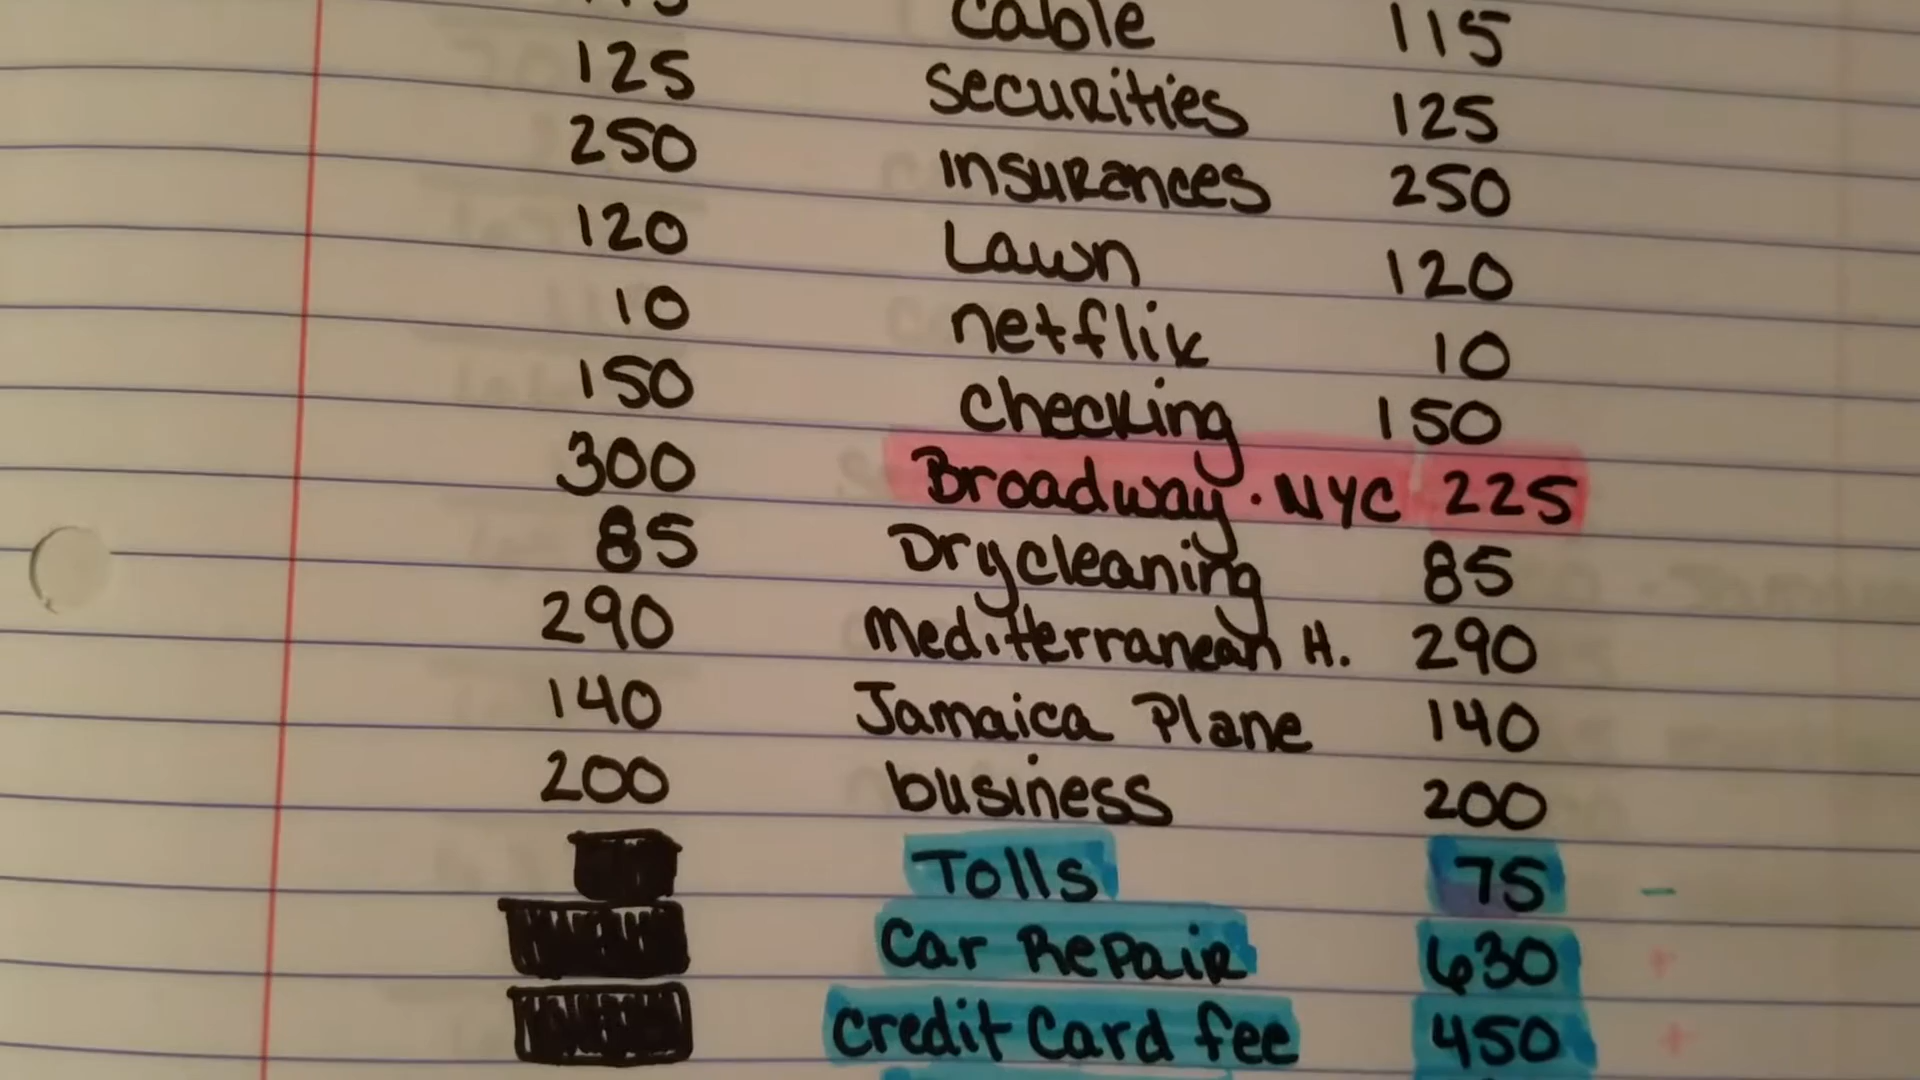 Cable 115
125 Securities 125
250 Insurances 250
120 Lawn 120
10 netflix 10
150 Checking 150
300 Broadway · NYC 225
85 Drycleaning 85
290 Mediterranean H. 290
140 Jamaica Plane 140
200 business 200
Tolls 75 -
Car Repair 630 +
Credit Card fee 450 +